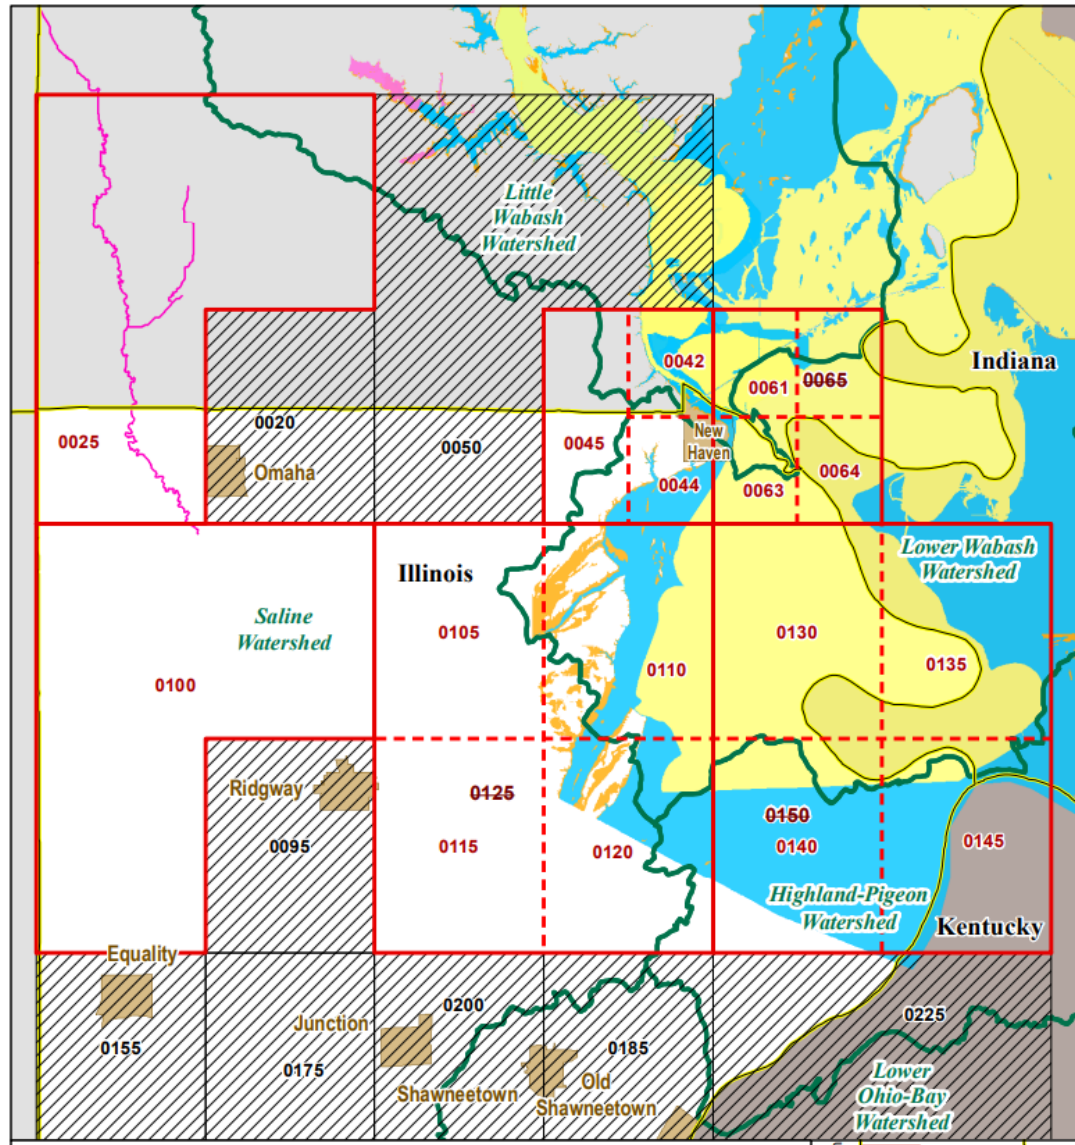 Little
Wabash
Watershed
0042
0061
0065
Indiana
0025
0020
0050
0045
New
Haven
Omaha
0044
0063
0064
Illinois
Lower Wabash
Watershed
Saline
Watershed
0105
0130
0100
0110
0135
Ridgway
0125
0150
0095
0115
0120
0140
0145
Highland-Pigeon
Watershed
Kentucky
Equality
0200
0225
Junction
0155
0175
0185
Shawneetown
Old
Shawneetown
Lower
Ohio-Bay
Watershed